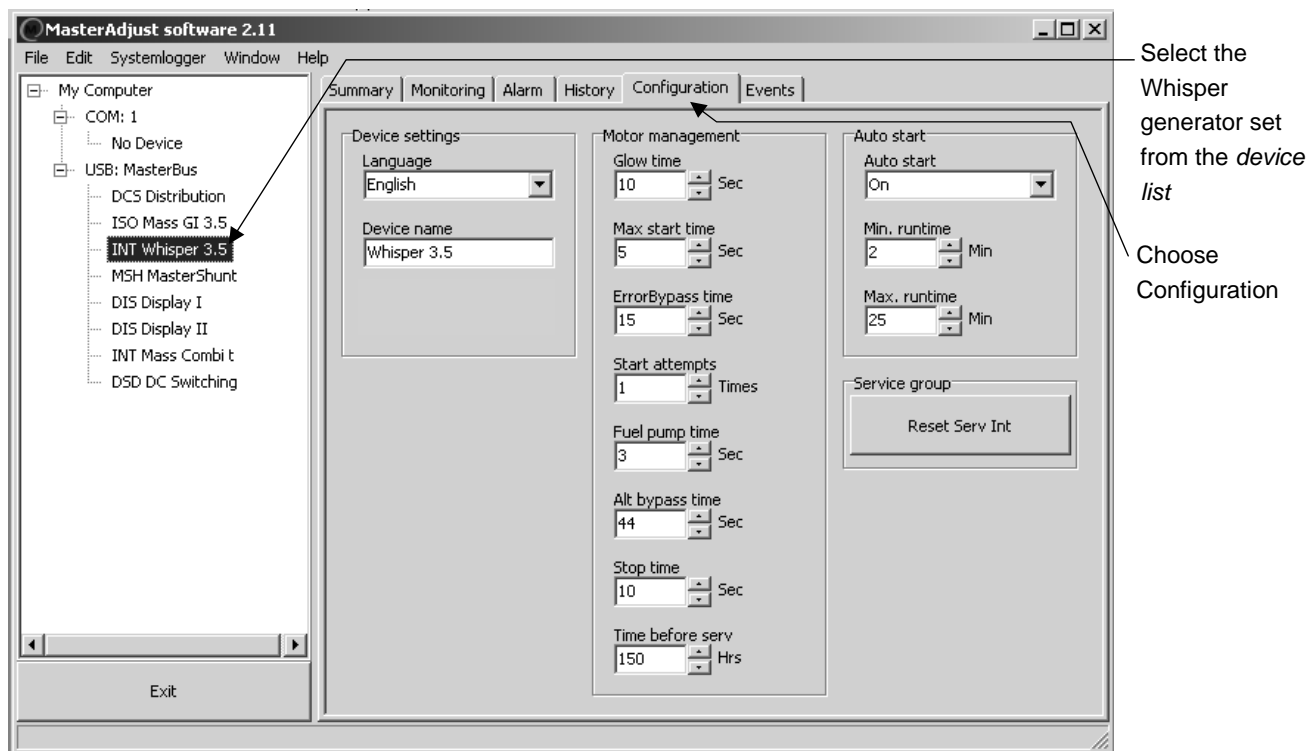 MasterAdjust software 2.11
File Edit Systemlogger Window Help
My Computer
COM: 1
No Device
USB: MasterBus
DCS Distribution
ISO Mass GI 3.5
INT Whisper 3.5
MSH MasterShunt
DIS Display I
DIS Display II
INT Mass Combi t
DSD DC Switching
Exit
Summary Monitoring Alarm History Configuration Events
Device settings
Language
English
Device name
Whisper 3.5
Motor management
Glow time
10 Sec
Max start time
5 Sec
ErrorBypass time
15 Sec
Start attempts
1 Times
Fuel pump time
3 Sec
Alt bypass time
44 Sec
Stop time
10 Sec
Time before serv
150 Hrs
Auto start
Auto start
On
Min. runtime
2 Min
Max. runtime
25 Min
Service group
Reset Serv Int
Select the
Whisper
generator set
from the device
list
Choose
Configuration